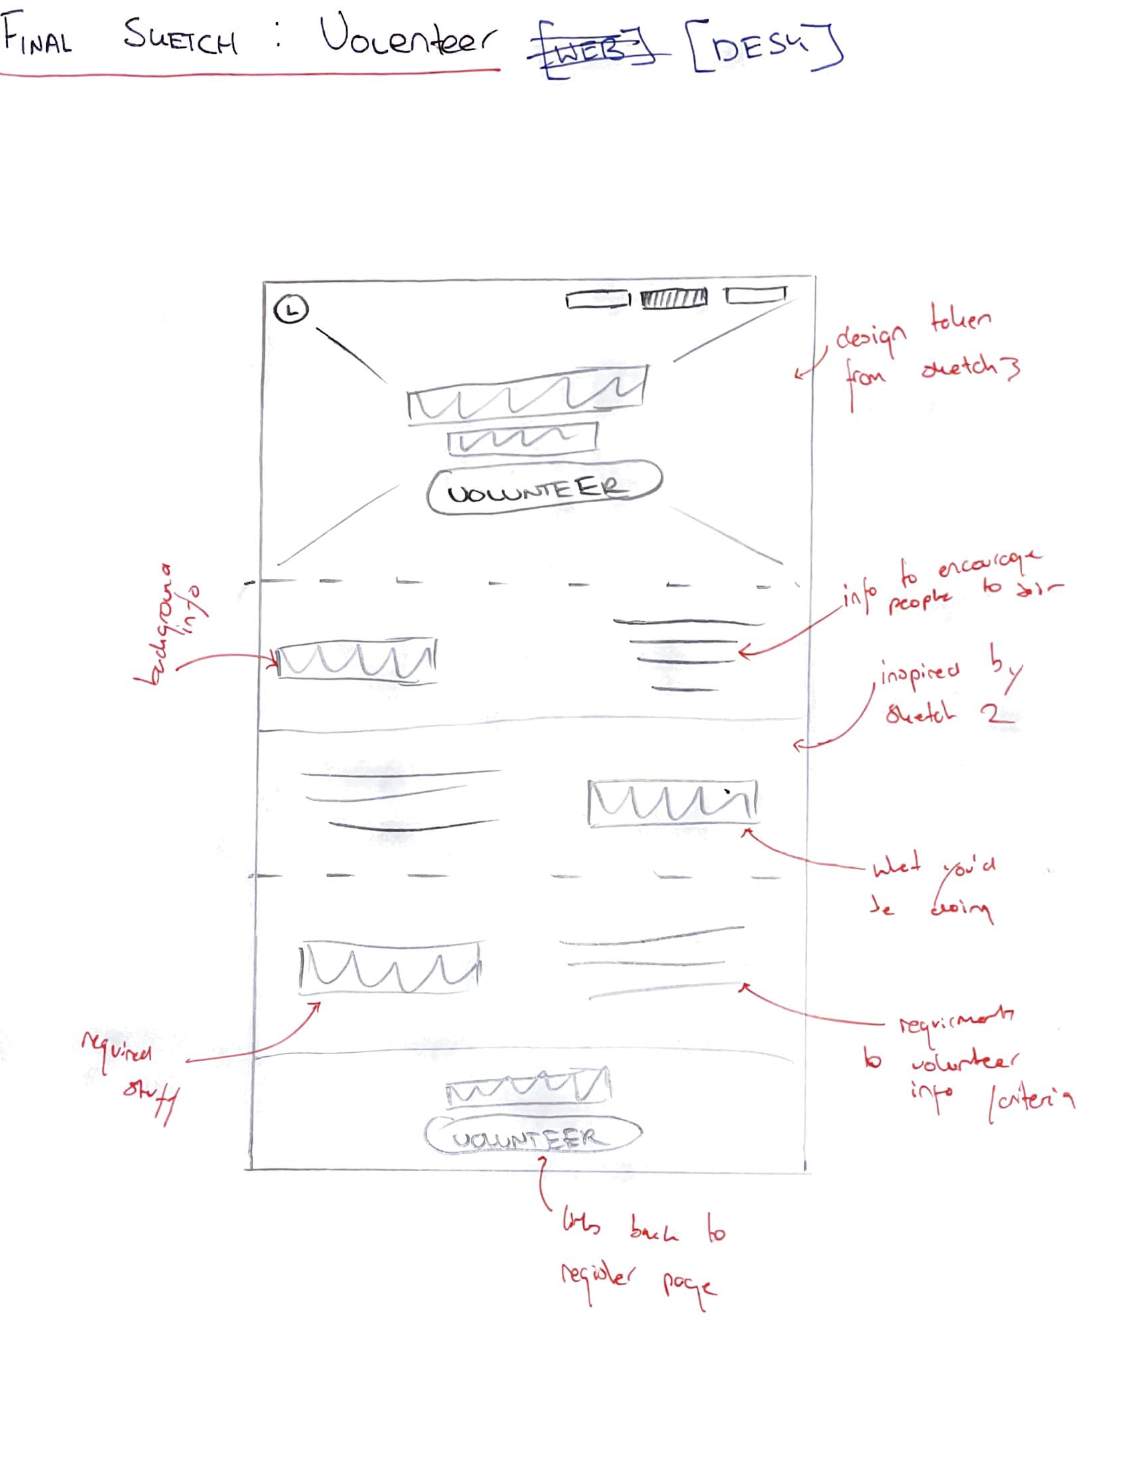 FINAL SKETCH : Volenteer [WEB] [DESK]
L
design token
from sketch 3
VOLUNTEER
background
info
info to encourage
people to join
inspired by
sketch 2
what you'd
be doing
required
stuff
requirments
to volunteer
info / criteria
VOLUNTEER
links back to
register page